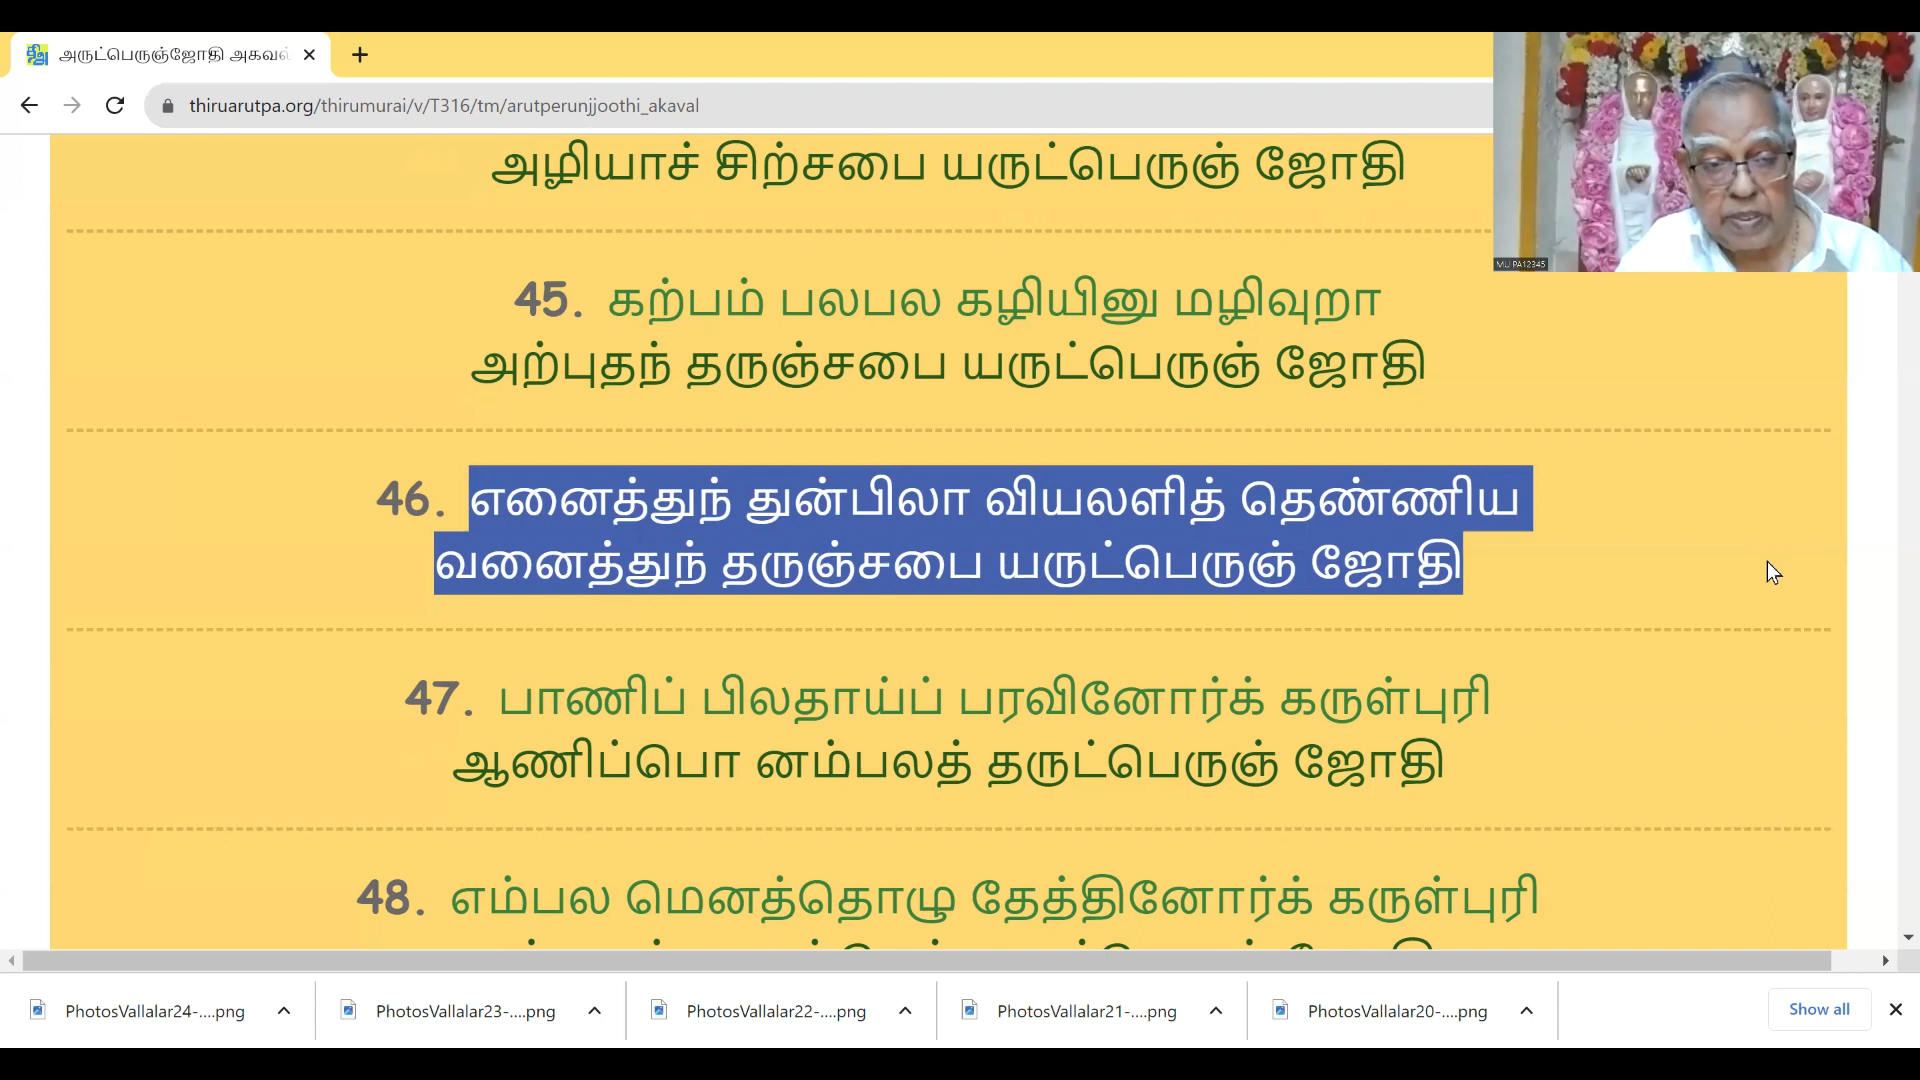 அருட்பெருஞ்ஜோதி அகவல்
thiruarutpa.org/thirumurai/v/T316/tm/arutperunjjoothi_akaval
அழியாச் சிற்சபை யருட்பெருஞ் ஜோதி
MU PA12345
45. கற்பம் பலபல கழியினு மழிவுறா
அற்புதந் தருஞ்சபை யருட்பெருஞ் ஜோதி
46. எனைத்துந் துன்பிலா வியலளித் தெண்ணிய
வனைத்துந் தருஞ்சபை யருட்பெருஞ் ஜோதி
47. பாணிப் பிலதாய்ப் பரவினோர்க் கருள்புரி
ஆணிப்பொ னம்பலத் தருட்பெருஞ் ஜோதி
48. எம்பல மெனத்தொழு தேத்தினோர்க் கருள்புரி
PhotosVallalar24-....png
PhotosVallalar23-....png
PhotosVallalar22-....png
PhotosVallalar21-....png
PhotosVallalar20-....png
Show all